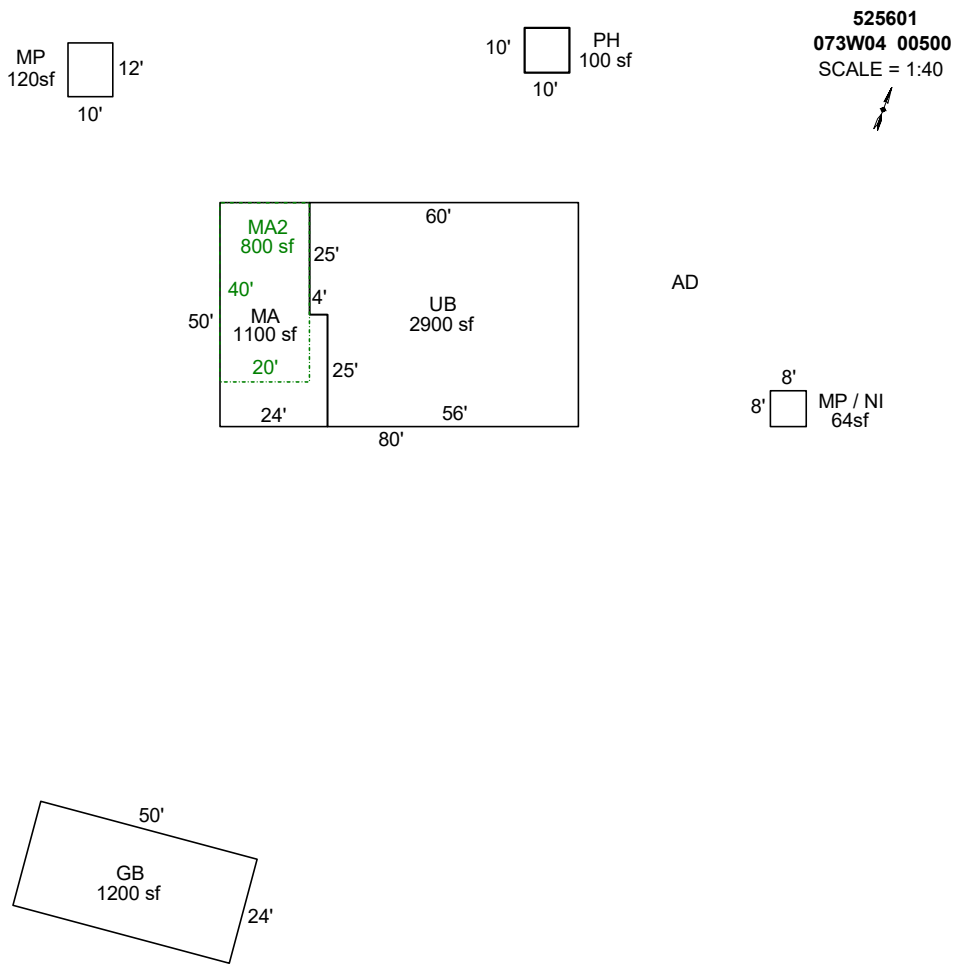 525601
073W04 00500
SCALE = 1:40
MP
120sf
12'
10'
10'
PH
100 sf
10'
MA2
800 sf
60'
25'
40'
4'
50'
MA
1100 sf
UB
2900 sf
AD
20'
25'
24'
56'
80'
8'
8'
MP / NI
64sf
50'
GB
1200 sf
24'